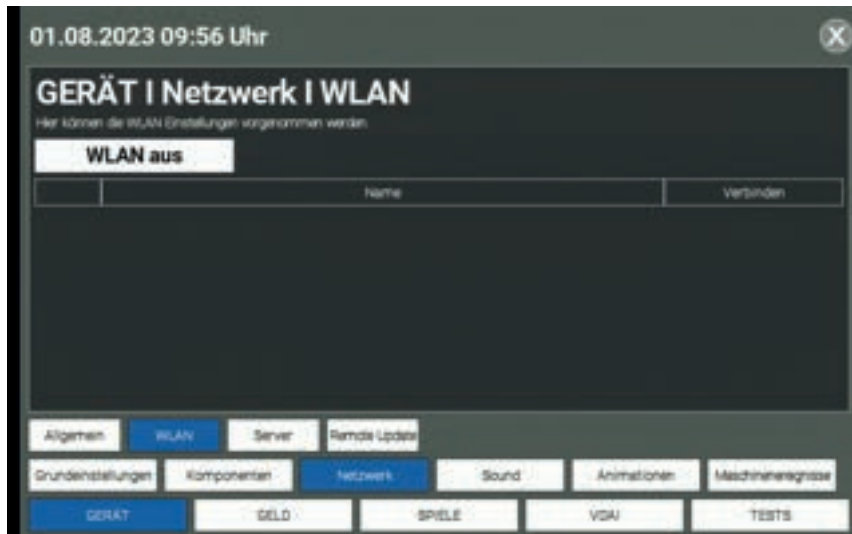 01.08.2023 09:56 Uhr
X
GERÄT I Netzwerk I WLAN
Hier können die WLAN Einstellungen vorgenommen werden
WLAN aus
Name Verbinden
Allgemein WLAN Server Remote Update
Grundeinstellungen Komponenten Netzwerk Sound Animationen Maschinenereignisse
GERÄT GELD SPIELE VDAI TESTS